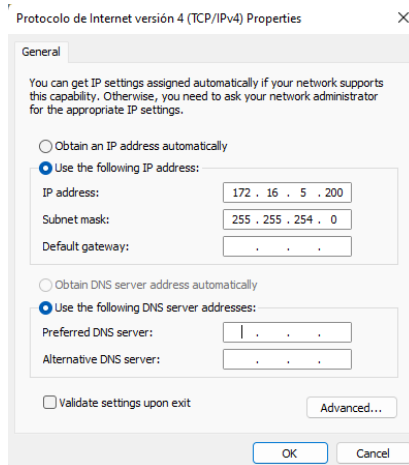 Protocolo de Internet versión 4 (TCP/IPv4) Properties
General
You can get IP settings assigned automatically if your network supports
this capability. Otherwise, you need to ask your network administrator
for the appropriate IP settings.
Obtain an IP address automatically
Use the following IP address:
IP address: 172 . 16 . 5 . 200
Subnet mask: 255 . 255 . 254 . 0
Default gateway: . . .
Obtain DNS server address automatically
Use the following DNS server addresses:
Preferred DNS server: . . .
Alternative DNS server: . . .
Validate settings upon exit
Advanced...
OK Cancel